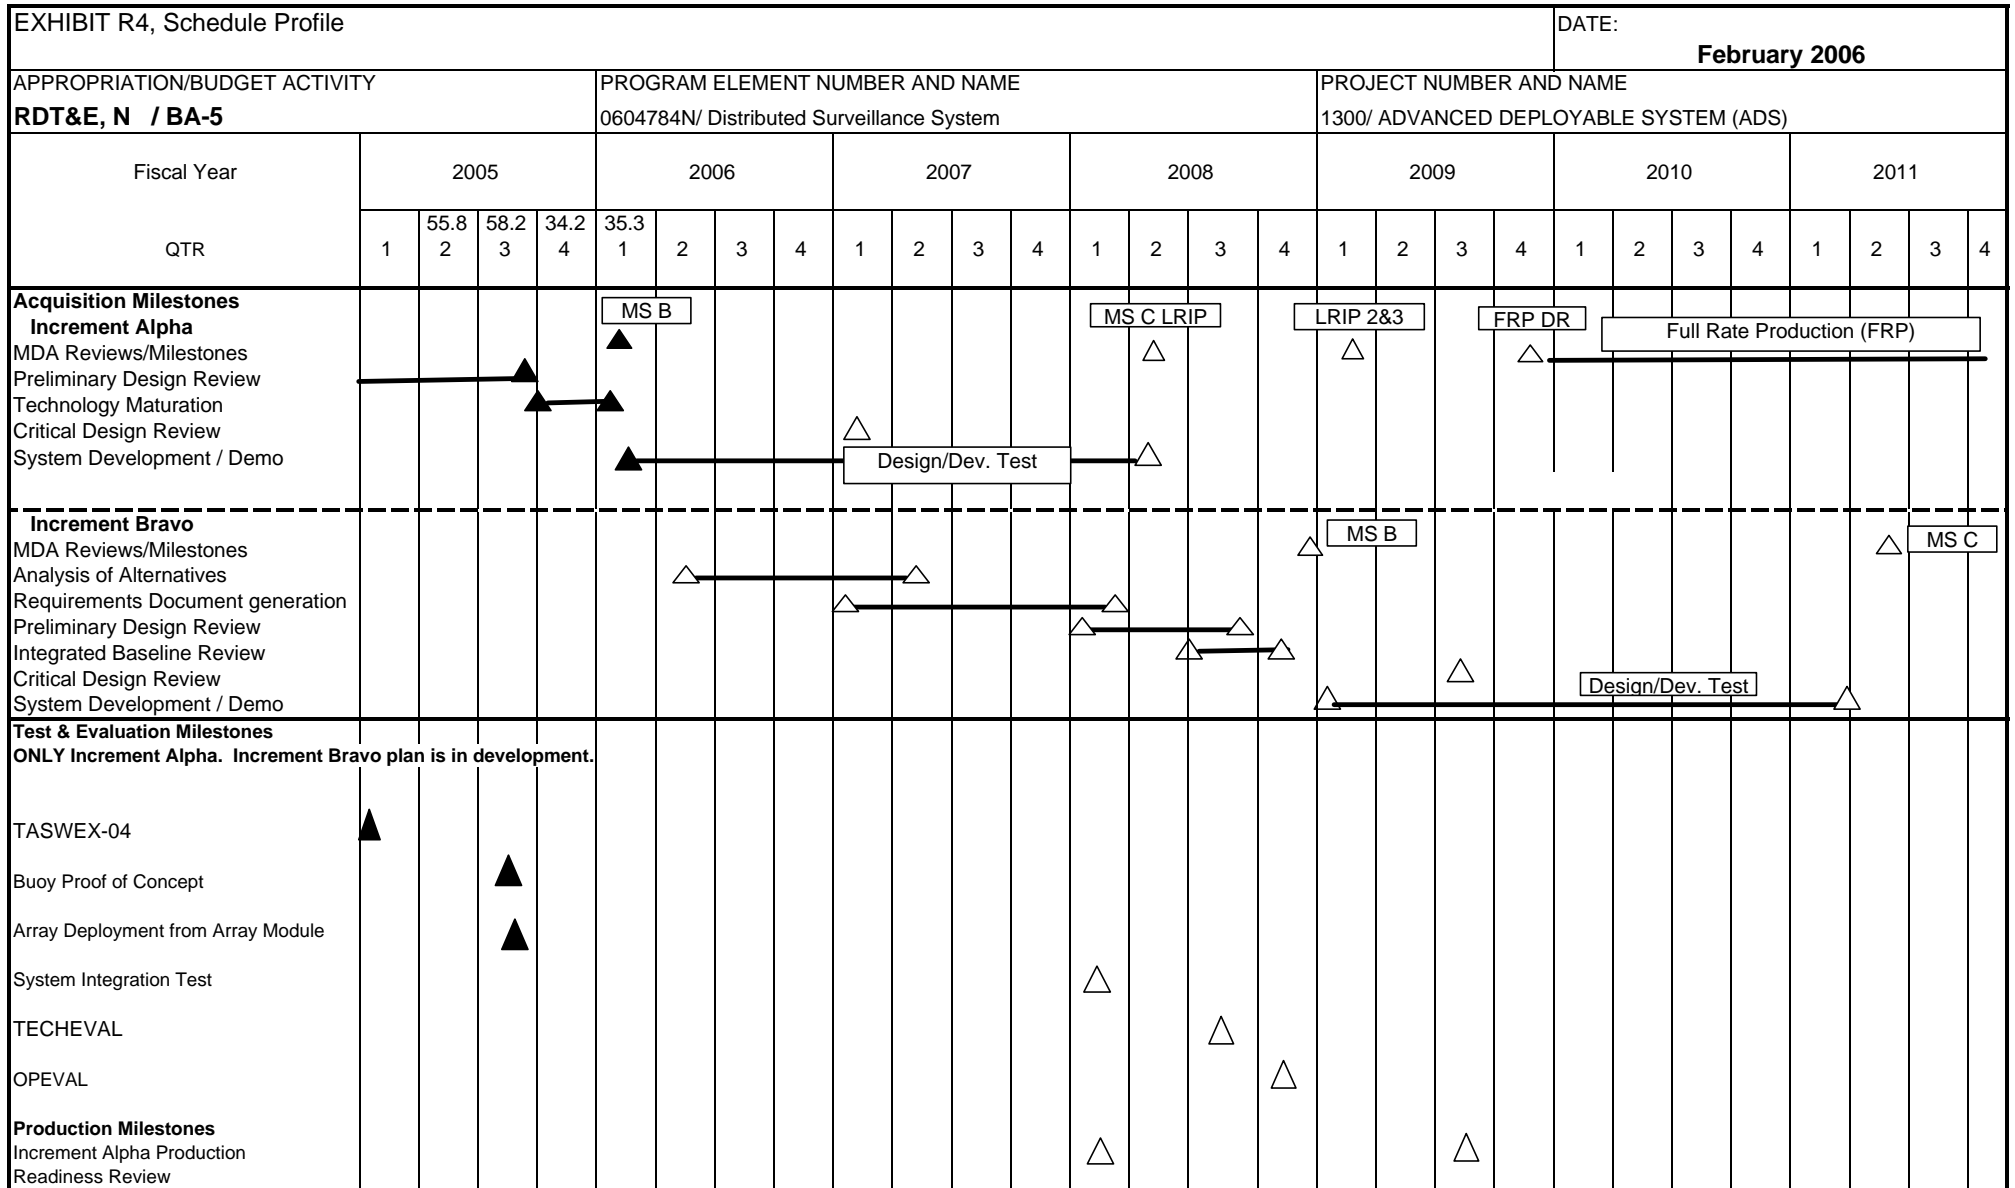 EXHIBIT R4, Schedule Profile
DATE:
February 2006
APPROPRIATION/BUDGET ACTIVITY
PROGRAM ELEMENT NUMBER AND NAME
PROJECT NUMBER AND NAME
RDT&E, N / BA-5
0604784N/ Distributed Surveillance System
1300/ ADVANCED DEPLOYABLE SYSTEM (ADS)
Fiscal Year 2005 2006 2007 2008 2009 2010 2011
55.8 58.2 34.2 35.3
QTR 1 2 3 4 1 2 3 4 1 2 3 4 1 2 3 4 1 2 3 4 1 2 3 4 1 2 3 4
Acquisition Milestones
MS B MS C LRIP LRIP 2&3 FRP DR Full Rate Production (FRP)
Increment Alpha
MDA Reviews/Milestones
Preliminary Design Review
Technology Maturation
Critical Design Review
System Development / Demo Design/Dev. Test
Increment Bravo
MS B MS C
MDA Reviews/Milestones
Analysis of Alternatives
Requirements Document generation
Preliminary Design Review
Integrated Baseline Review
Critical Design Review
Design/Dev. Test
System Development / Demo
Test & Evaluation Milestones
ONLY Increment Alpha. Increment Bravo plan is in development.
TASWEX-04
Buoy Proof of Concept
Array Deployment from Array Module
System Integration Test
TECHEVAL
OPEVAL
Production Milestones
Increment Alpha Production
Readiness Review